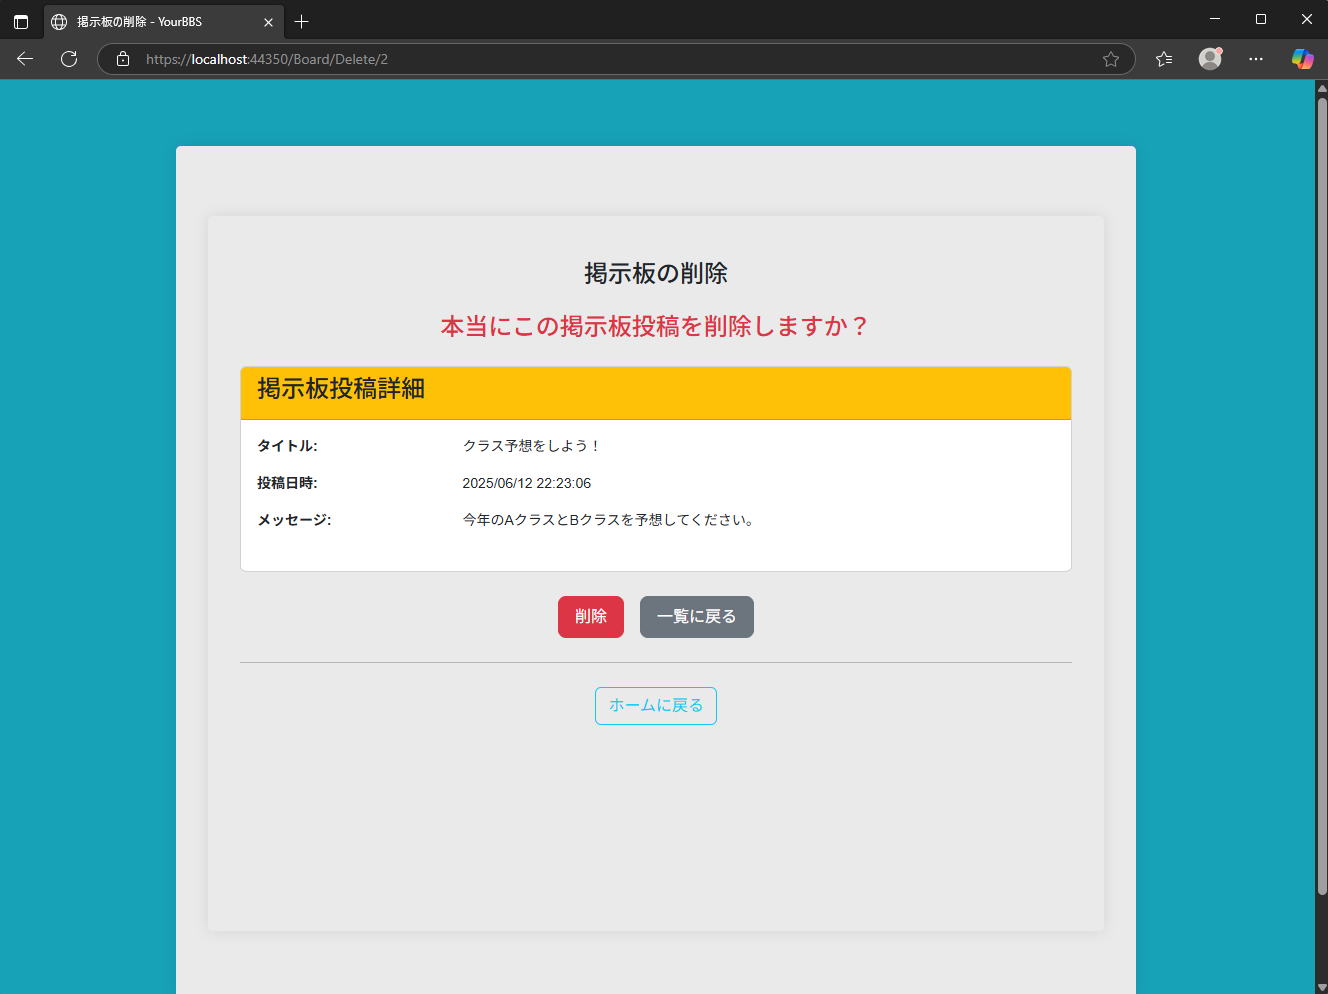 掲示板の削除 - YourBBS
https://localhost:44350/Board/Delete/2
掲示板の削除
本当にこの掲示板投稿を削除しますか？
掲示板投稿詳細
タイトル: クラス予想をしよう！
投稿日時: 2025/06/12 22:23:06
メッセージ: 今年のAクラスとBクラスを予想してください。
削除 一覧に戻る
ホームに戻る